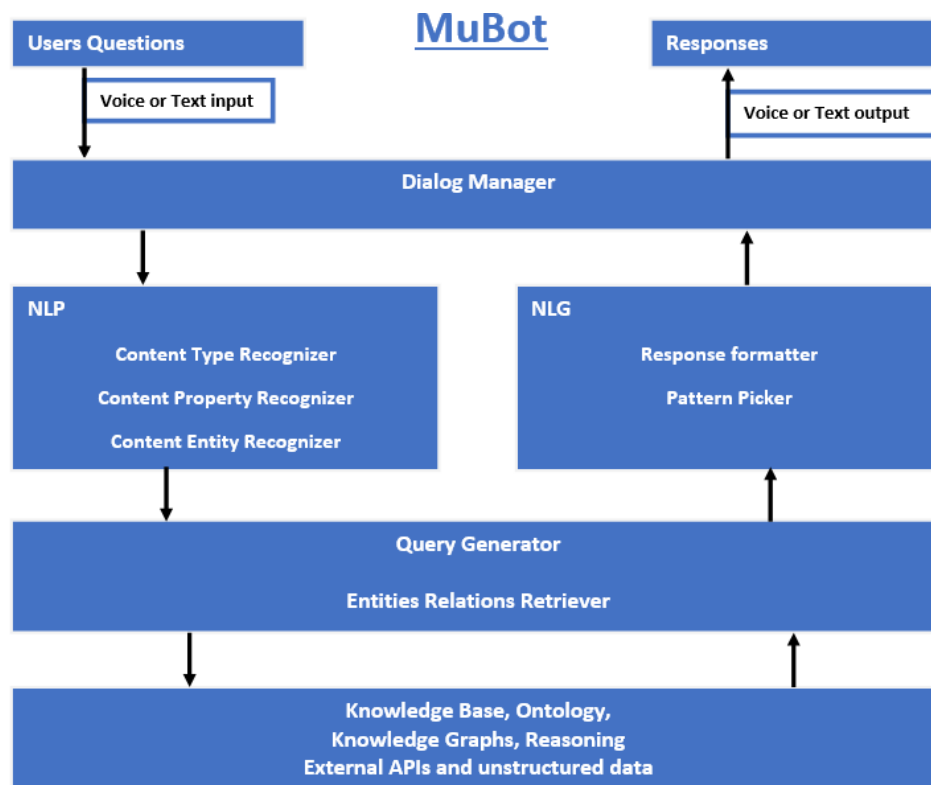 MuBot
Users Questions
Responses
Voice or Text input
Voice or Text output
Dialog Manager
NLP
Content Type Recognizer
Content Property Recognizer
Content Entity Recognizer
NLG
Response formatter
Pattern Picker
Query Generator
Entities Relations Retriever
Knowledge Base, Ontology,
Knowledge Graphs, Reasoning
External APIs and unstructured data